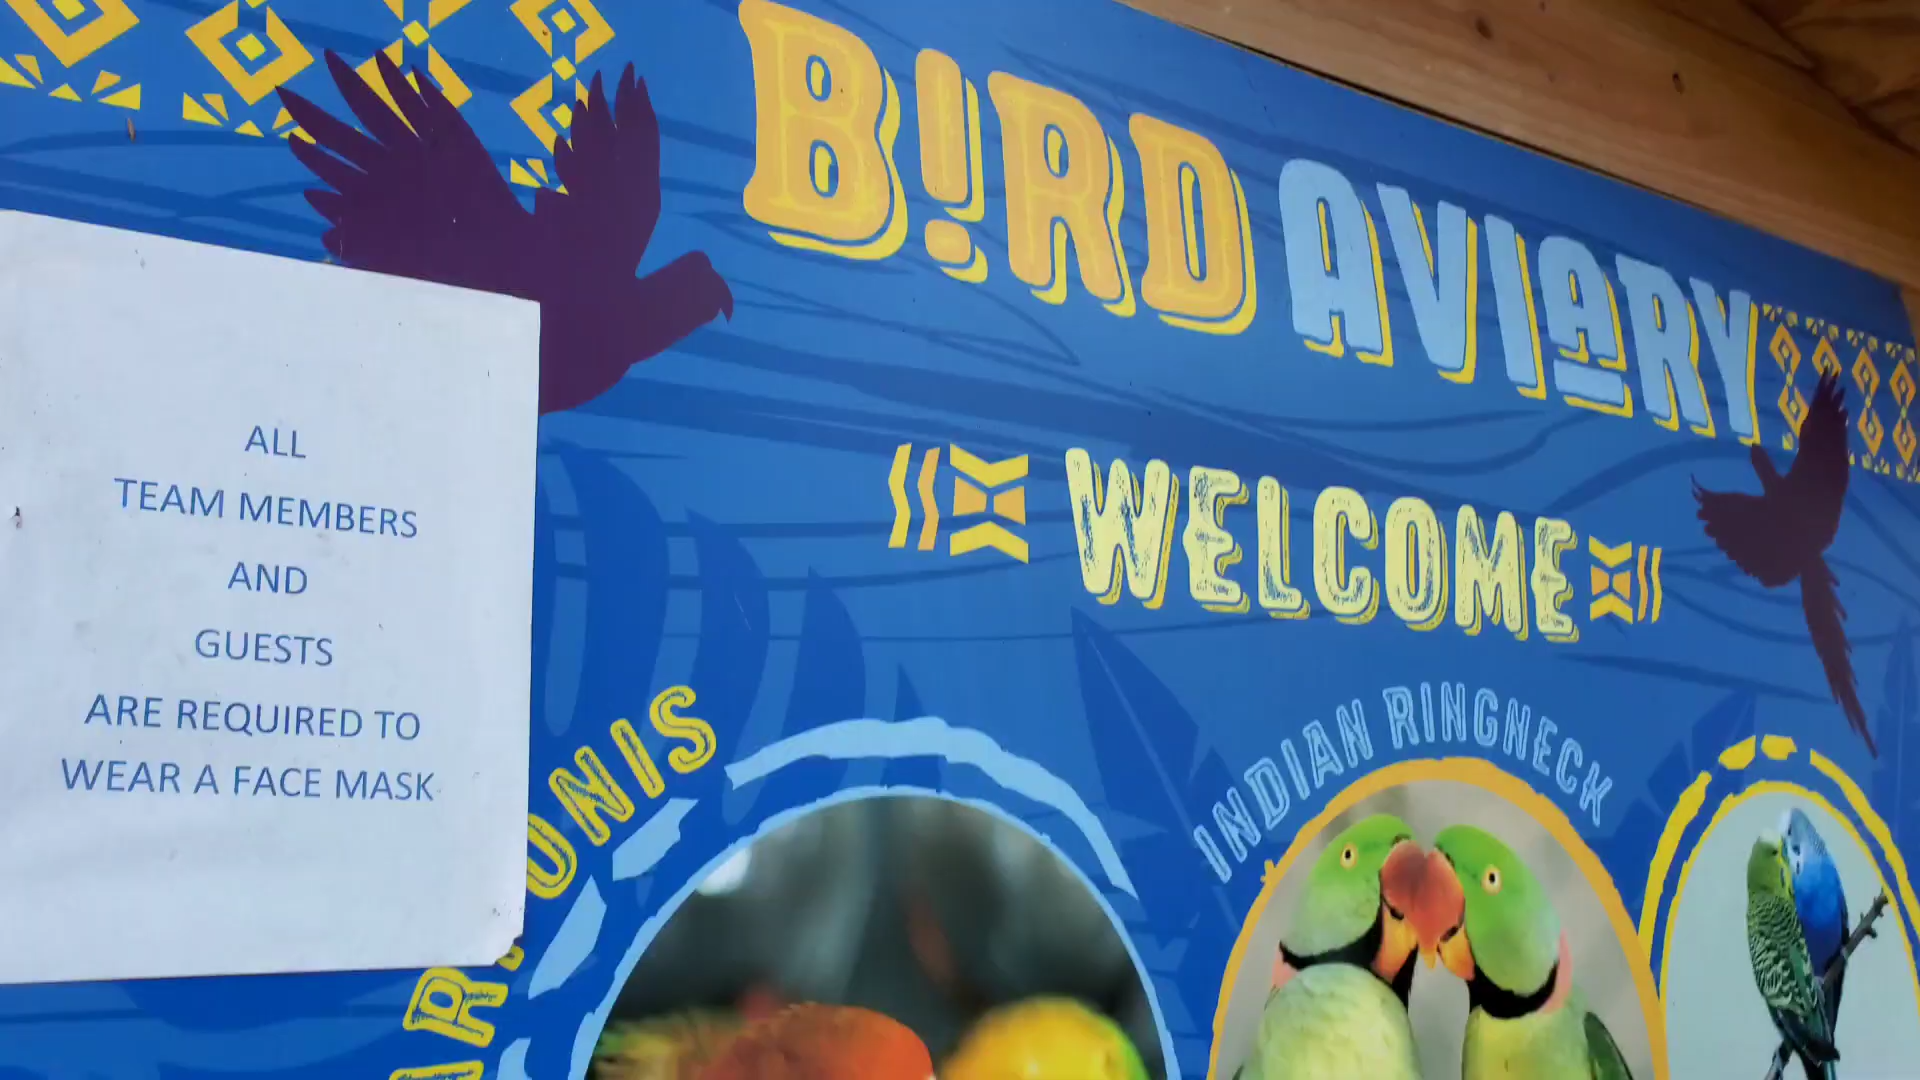 BIRD AVIARY
WELCOME
ALL
TEAM MEMBERS
AND
GUESTS
ARE REQUIRED TO
WEAR A FACE MASK
INDIAN RINGNECK